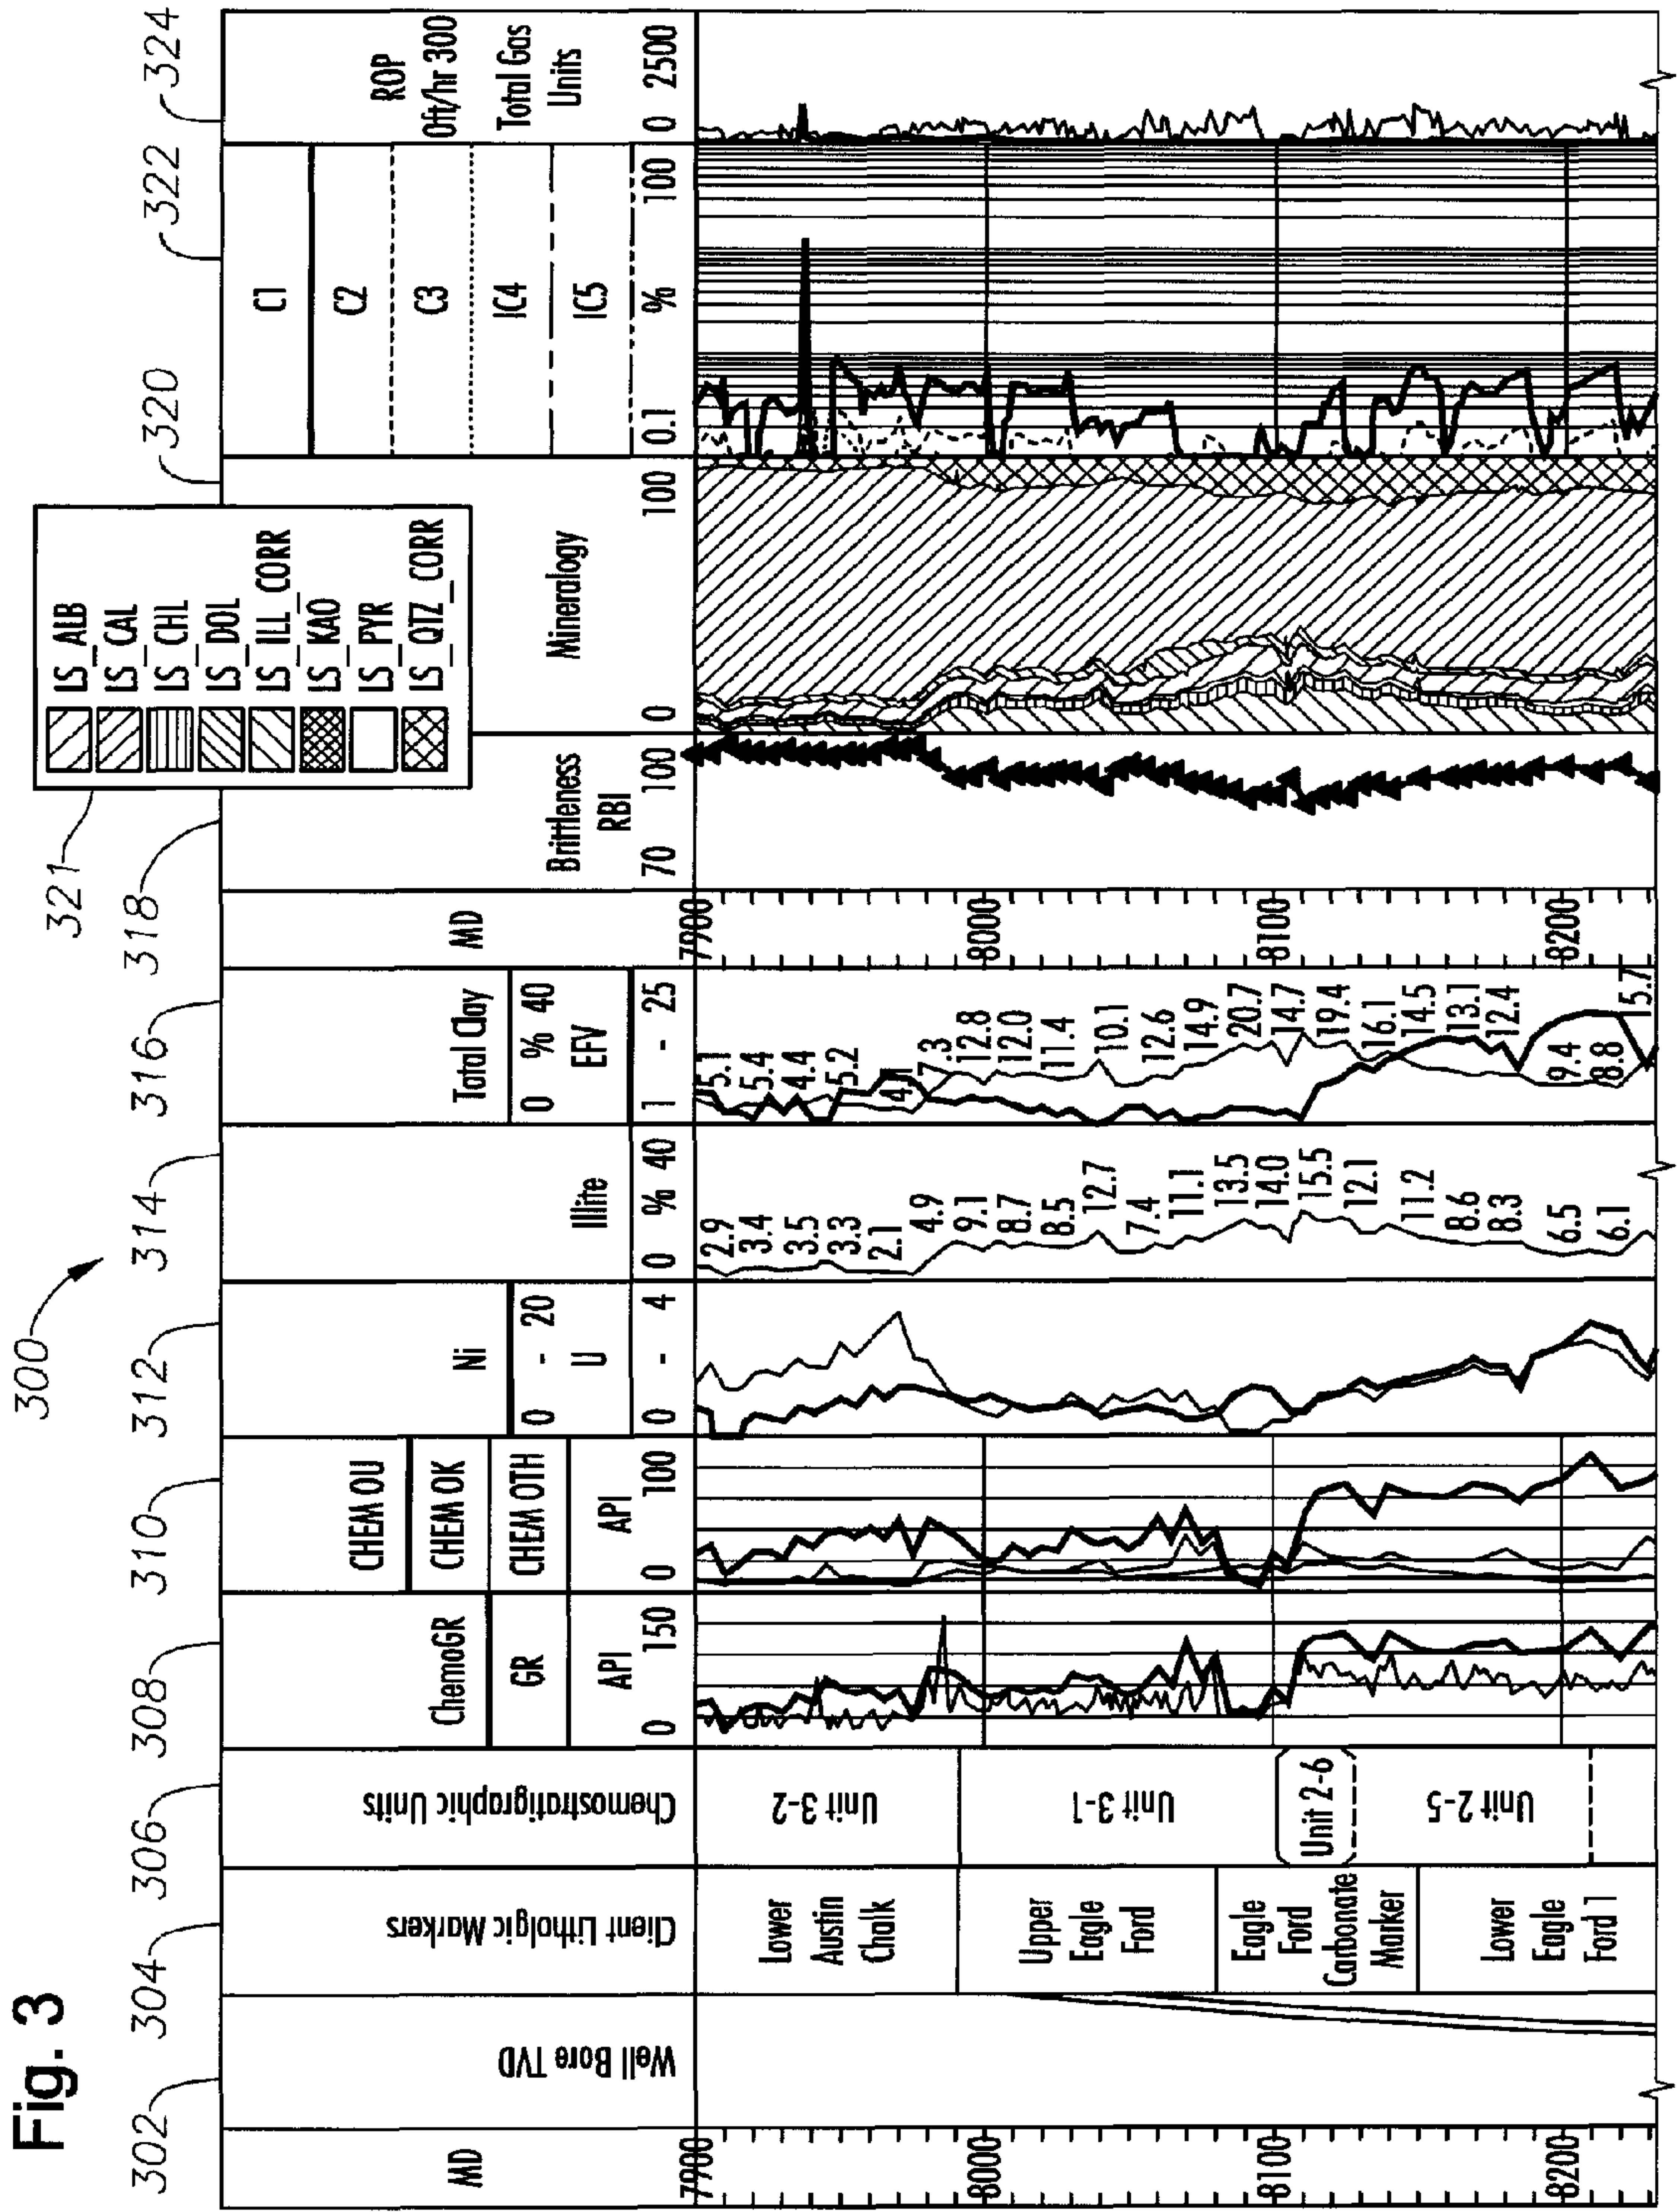 Fig. 3
300
302
304
306
308
310
312
314
316
318
320
321
322
324
MD
Well Bore TVD
Client Litholgic Markers
Chemostratigraphic Units
ChemoGR
GR
API
0 150
CHEM OU
CHEM OK
CHEM OTH
API
0 100
Ni
0 - 20
U
0 - 4
Illite
0 % 40
Tatal Clay
0 % 40
EFV
1 - 25
MD
Brittleness
RBI
70 100
Mineralogy
0 100
LS_ALB
LS_CAL
LS_CHL
LS_DOL
LS_ILL_CORR
LS_KAO
LS_PYR
LS_QTZ_CORR
C1
C2
C3
IC4
IC5
0.1 % 100
ROP
0ft/hr 300
Total Gas
Units
0 2500
7900
8000
8100
8200
Lower
Austin
Chalk
Upper
Eagle
Ford
Eagle
Ford
Carbonate
Marker
Lower
Eagle
Ford 1
Unit 3-2
Unit 3-1
Unit 2-6
Unit 2-5
2.9
3.4
3.5
3.3
2.1
4.9
9.1
8.7
8.5
12.7
7.4
11.1
13.5
14.0
15.5
12.1
11.2
8.6
8.3
6.5
6.1
5.1
5.4
4.4
5.2
4.1
7.3
12.8
12.0
11.4
10.1
12.6
14.9
20.7
14.7
19.4
16.1
14.5
13.1
12.4
9.4
8.8
15.7
7900
8000
8100
8200